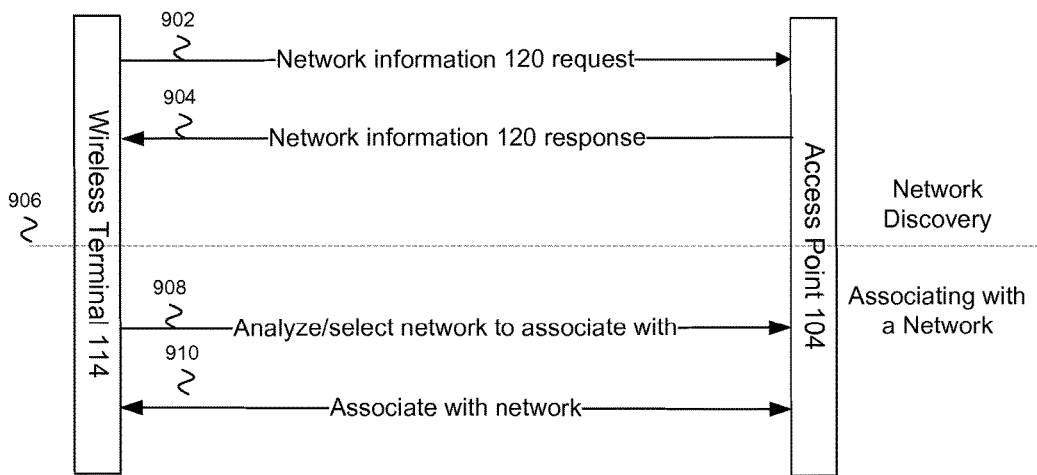 902
Network information 120 request
904
Network information 120 response
Wireless Terminal 114
Access Point 104
906
Network
Discovery
908
Analyze/select network to associate with
Associating with
a Network
910
Associate with network